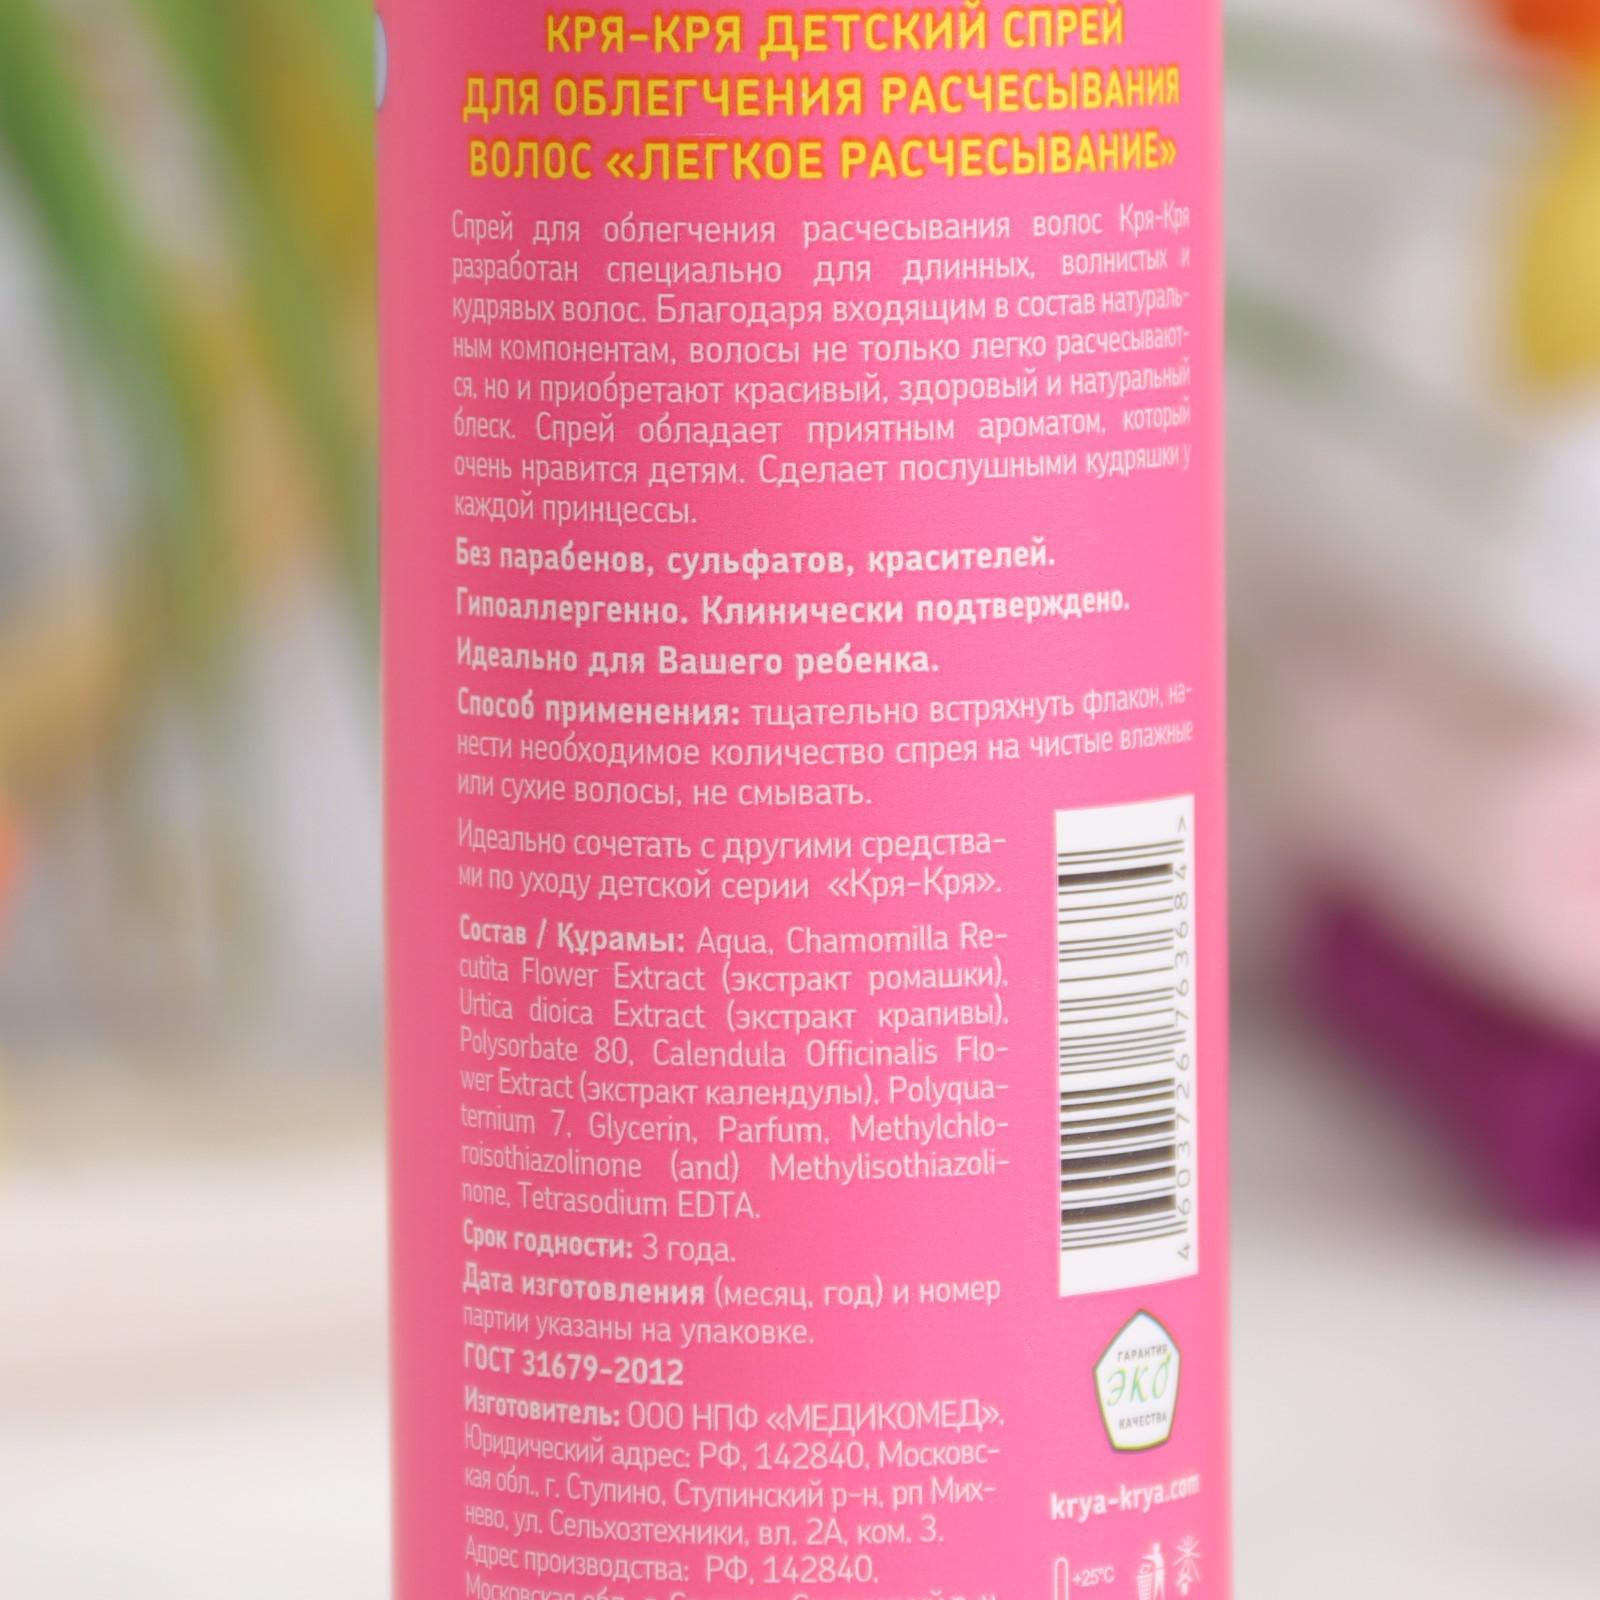 КРЯ-КРЯ ДЕТСКИЙ СПРЕЙ
ДЛЯ ОБЛЕГЧЕНИЯ РАСЧЕСЫВАНИЯ
ВОЛОС «ЛЕГКОЕ РАСЧЕСЫВАНИЕ»
Спрей для облегчения расчесывания волос Кря-Кря
разработан специально для длинных, волнистых и
кудрявых волос. Благодаря входящим в состав натураль-
ным компонентам, волосы не только легко расчесывают-
ся, но и приобретают красивый, здоровый и натуральный
блеск. Спрей обладает приятным ароматом, который
очень нравится детям. Сделает послушными кудряшки у
каждой принцессы.
Без парабенов, сульфатов, красителей.
Гипоаллергенно. Клинически подтверждено.
Идеально для Вашего ребенка.
Способ применения: тщательно встряхнуть флакон, на-
нести необходимое количество спрея на чистые влажные
или сухие волосы, не смывать.
Идеально сочетать с другими средства-
ми по уходу детской серии «Кря-Кря».
Состав / Құрамы: Aqua, Chamomilla Re-
cutita Flower Extract (экстракт ромашки),
Urtica dioica Extract (экстракт крапивы),
Polysorbate 80, Calendula Officinalis Flo-
wer Extract (экстракт календулы), Polyqua-
ternium 7, Glycerin, Parfum, Methylchlo-
roisothiazolinone (and) Methylisothiazoli-
none, Tetrasodium EDTA.
Срок годности: 3 года.
Дата изготовления (месяц, год) и номер
партии указаны на упаковке.
ГОСТ 31679-2012
Изготовитель: ООО НПФ «МЕДИКОМЕД».
Юридический адрес: РФ, 142840, Московс-
кая обл., г. Ступино, Ступинский р-н, рп Мих-
нево, ул. Сельхозтехники, вл. 2А, ком. 3.
Адрес производства: РФ, 142840,
Московская обл.,
4 603726 763684 >
ГАРАНТИЯ
ЭКО
КАЧЕСТВА
krya-krya.com
+25°C